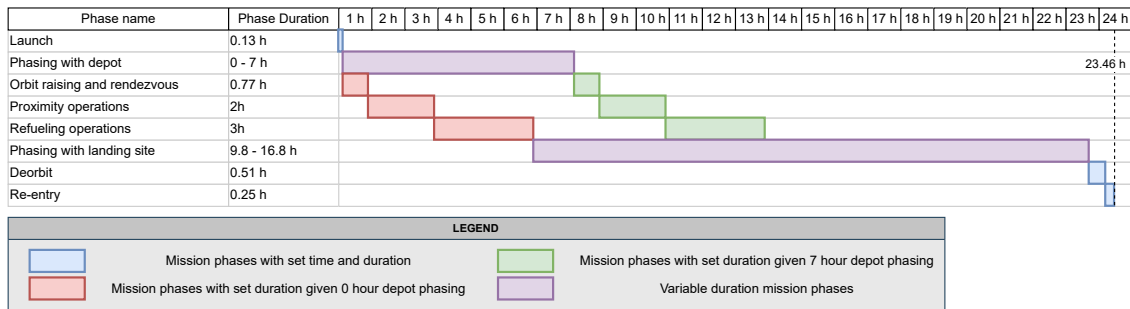 Phase name Phase Duration 1 h 2 h 3 h 4 h 5 h 6 h 7 h 8 h 9 h 10 h 11 h 12 h 13 h 14 h 15 h 16 h 17 h 18 h 19 h 20 h 21 h 22 h 23 h 24 h
Launch 0.13 h
Phasing with depot 0 - 7 h 23.46 h
Orbit raising and rendezvous 0.77 h
Proximity operations 2h
Refueling operations 3h
Phasing with landing site 9.8 - 16.8 h
Deorbit 0.51 h
Re-entry 0.25 h
LEGEND
Mission phases with set time and duration Mission phases with set duration given 7 hour depot phasing
Mission phases with set duration given 0 hour depot phasing Variable duration mission phases